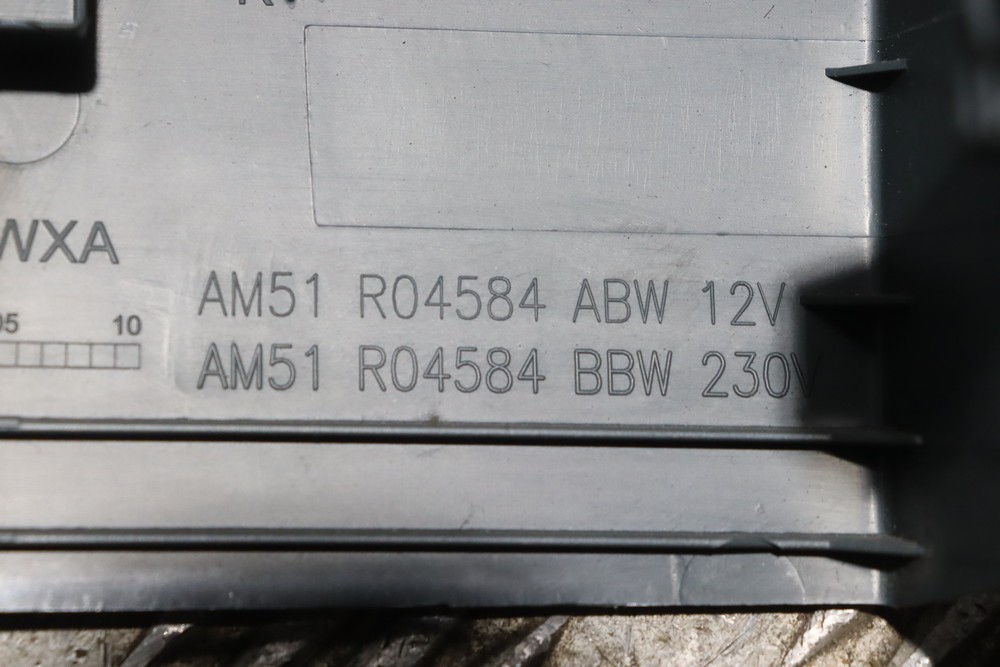 WXA
AM51 R04584 ABW 12V
05 10
AM51 R04584 BBW 230V